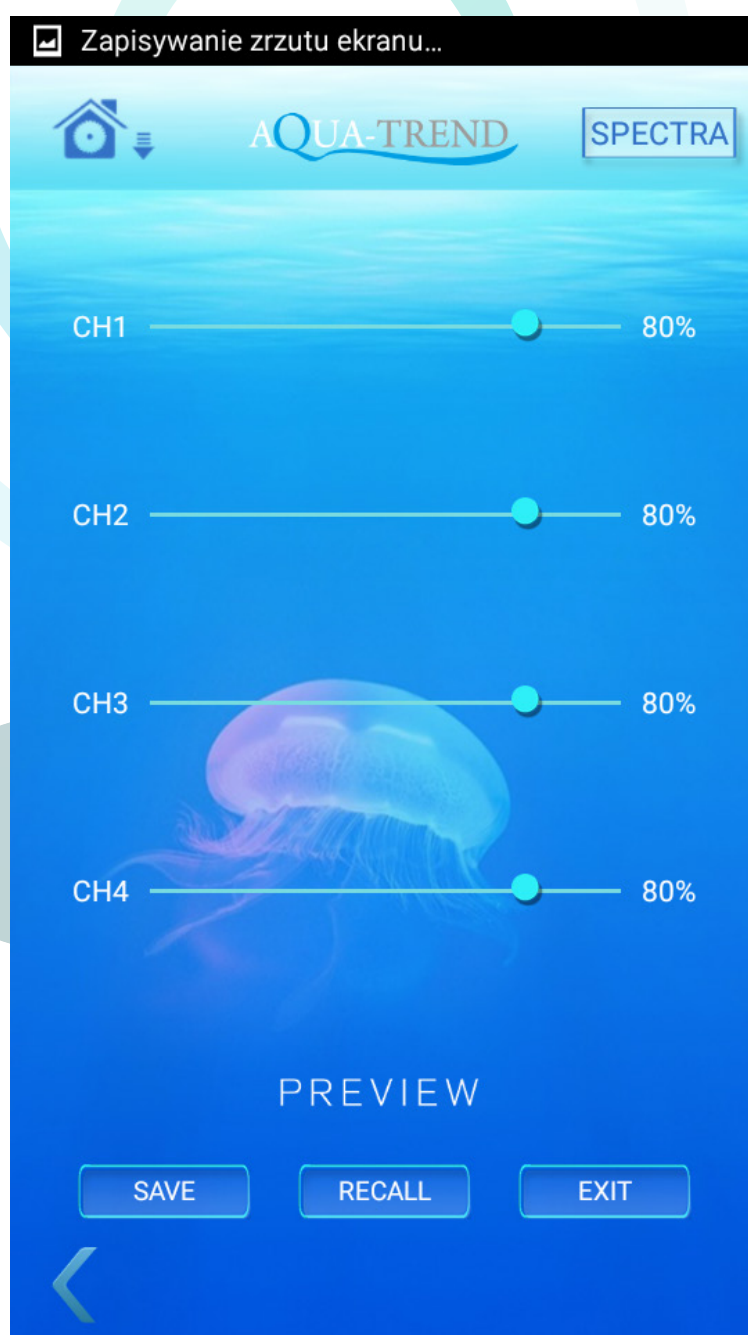 Zapisywanie zrzutu ekranu...
AQUA-TREND SPECTRA
CH1 80%
CH2 80%
CH3 80%
CH4 80%
PREVIEW
SAVE RECALL EXIT